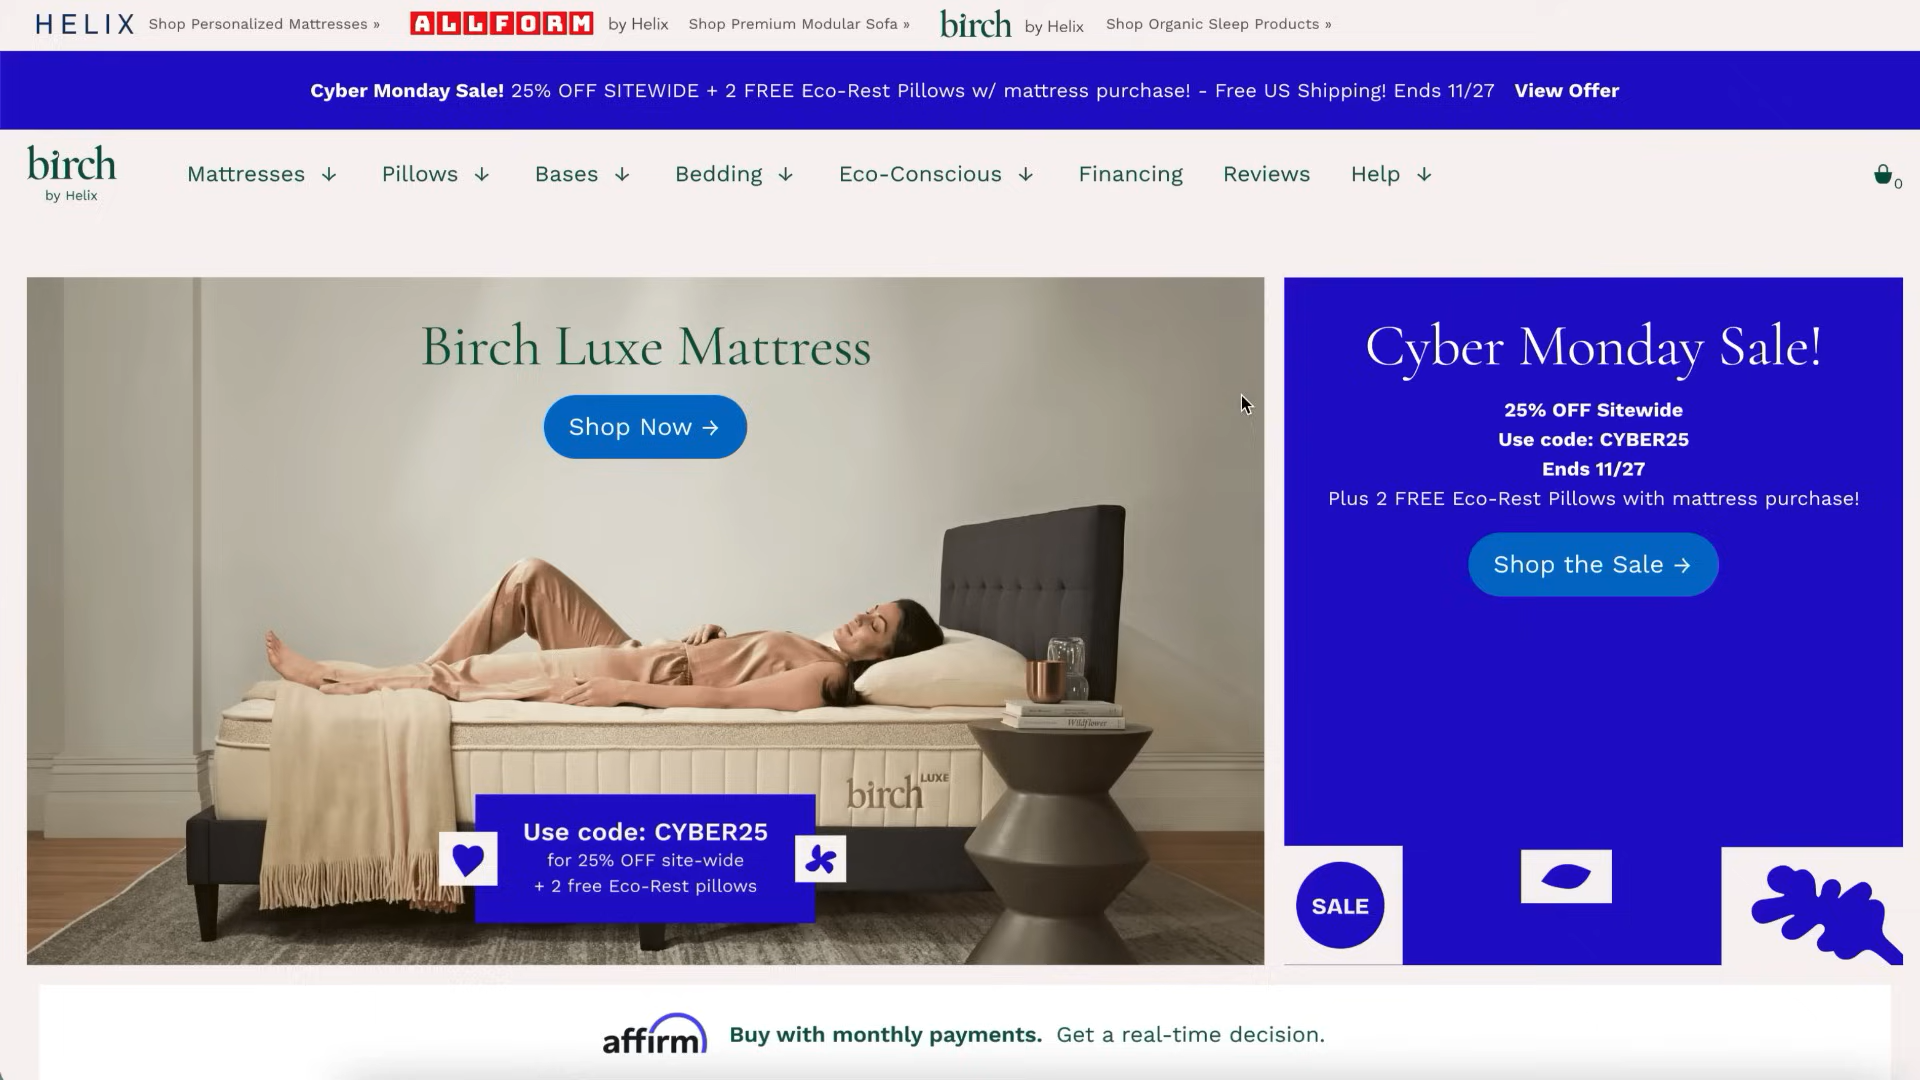 HELIX Shop Personalized Mattresses » ALLFORM by Helix Shop Premium Modular Sofa » birch by Helix Shop Organic Sleep Products »
Cyber Monday Sale! 25% OFF SITEWIDE + 2 FREE Eco-Rest Pillows w/ mattress purchase! - Free US Shipping! Ends 11/27 View Offer
birch
by Helix
Mattresses Pillows Bases Bedding Eco-Conscious Financing Reviews Help 0
Birch Luxe Mattress
Shop Now →
Wildflower
birch LUXE
Use code: CYBER25
for 25% OFF site-wide
+ 2 free Eco-Rest pillows
Cyber Monday Sale!
25% OFF Sitewide
Use code: CYBER25
Ends 11/27
Plus 2 FREE Eco-Rest Pillows with mattress purchase!
Shop the Sale →
SALE
affirm Buy with monthly payments. Get a real-time decision.